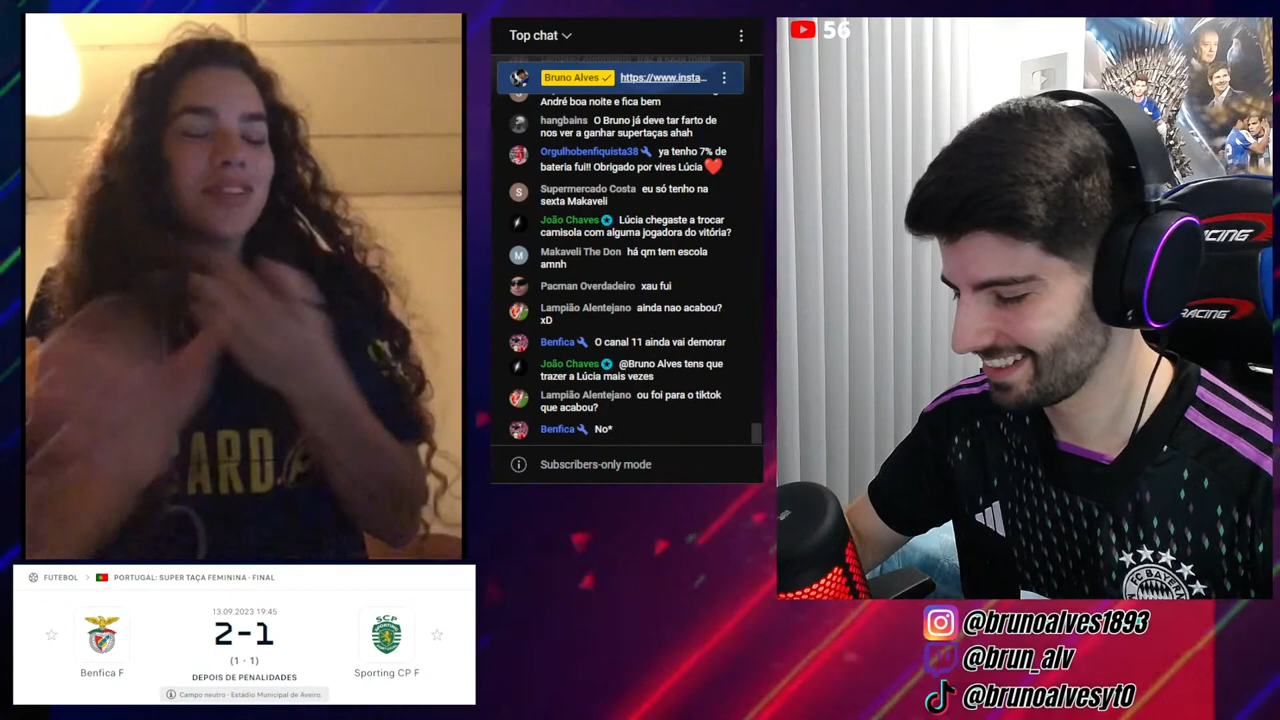 ARD
FUTEBOL > PORTUGAL: SUPER TAÇA FEMININA - FINAL
13.09.2023 19:45
2-1
(1 - 1)
DEPOIS DE PENALIDADES
Benfica F
Sporting CP F
SCP
SPORTING
Campo neutro - Estádio Municipal de Aveiro.
Top chat
Bruno Alves https://www.insta...
André boa noite e fica bem
hangbains O Bruno já deve tar farto de
nos ver a ganhar supertaças ahah
Orgulhobenfiquista38 ya tenho 7% de
bateria fui!! Obrigado por vires Lúcia❤️
S Supermercado Costa eu só tenho na
sexta Makaveli
João Chaves Lúcia chegaste a trocar
camisola com alguma jogadora do vitória?
M Makaveli The Don há qm tem escola
amnh
Pacman Overdadeiro xau fui
Lampião Alentejano ainda nao acabou?
xD
Benfica O canal 11 ainda vai demorar
João Chaves @Bruno Alves tens que
trazer a Lúcia mais vezes
Lampião Alentejano ou foi para o tiktok
que acabou?
Benfica No*
Subscribers-only mode
56
CING
RACING
FC BAYER
@brunoalves1893
@brun_alv
@brunoalvesyt0